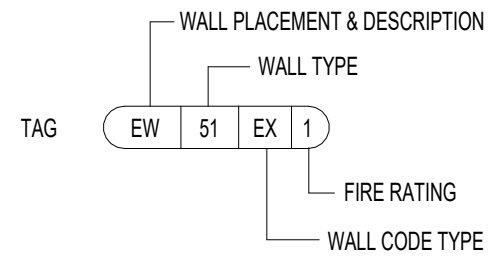 WALL PLACEMENT & DESCRIPTION
WALL TYPE
TAG EW 51 EX 1
FIRE RATING
WALL CODE TYPE